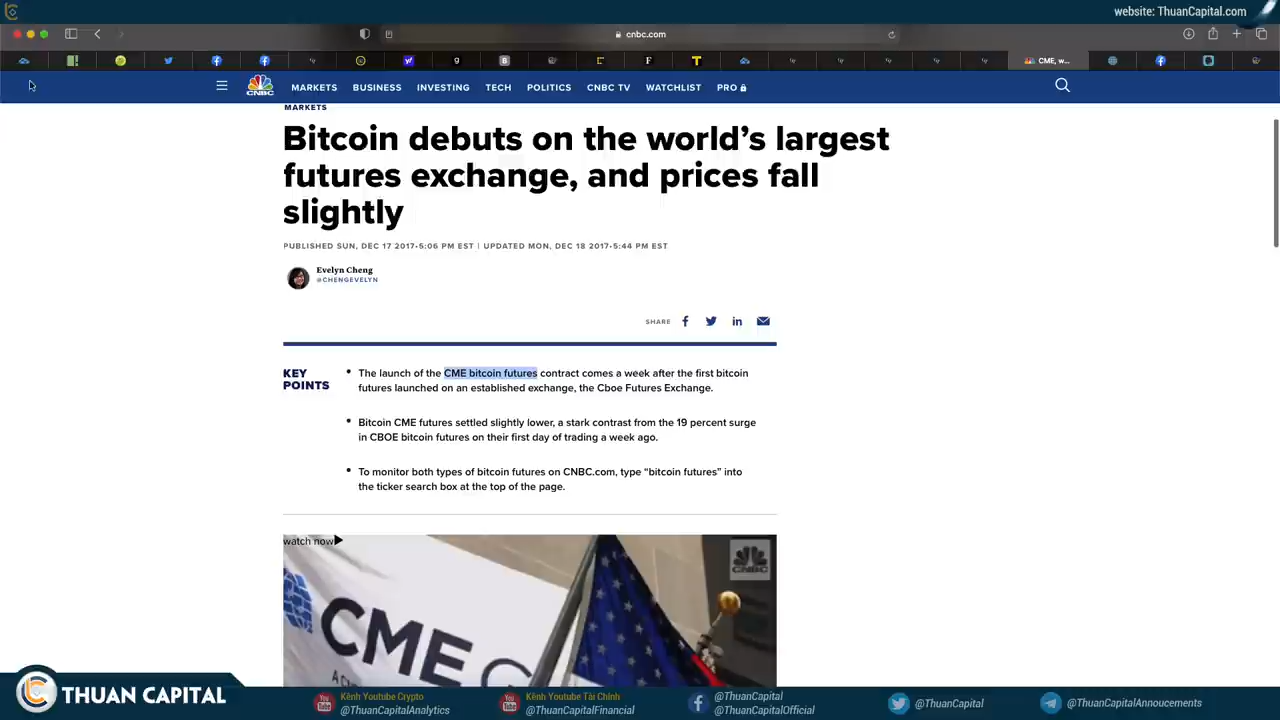 website: ThuanCapital.com
cnbc.com
CME, w...
CNBC
MARKETS
BUSINESS
INVESTING
TECH
POLITICS
CNBC TV
WATCHLIST
PRO
MARKETS
Bitcoin debuts on the world’s largest
futures exchange, and prices fall
slightly
PUBLISHED SUN, DEC 17 2017•5:06 PM EST | UPDATED MON, DEC 18 2017•5:44 PM EST
Evelyn Cheng
@CHENGEVELYN
SHARE
KEY
POINTS
• The launch of the CME bitcoin futures contract comes a week after the first bitcoin
futures launched on an established exchange, the Cboe Futures Exchange.
• Bitcoin CME futures settled slightly lower, a stark contrast from the 19 percent surge
in CBOE bitcoin futures on their first day of trading a week ago.
• To monitor both types of bitcoin futures on CNBC.com, type “bitcoin futures” into
the ticker search box at the top of the page.
watch now
CNBC
CME
THUAN CAPITAL
Kênh Youtube Crypto
@ThuanCapitalAnalytics
Kênh Youtube Tài Chính
@ThuanCapitalFinancial
@ThuanCapital
@ThuanCapitalOfficial
@ThuanCapital
@ThuanCapitalAnnoucements